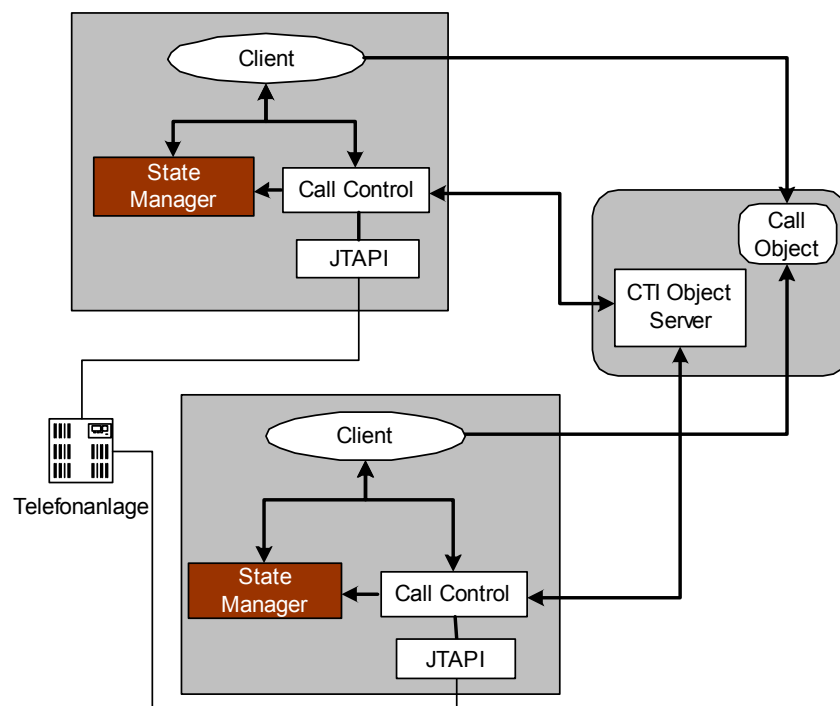 Client
State
Manager
Call Control
JTAPI
Call
Object
CTI Object
Server
Telefonanlage
Client
State
Manager
Call Control
JTAPI